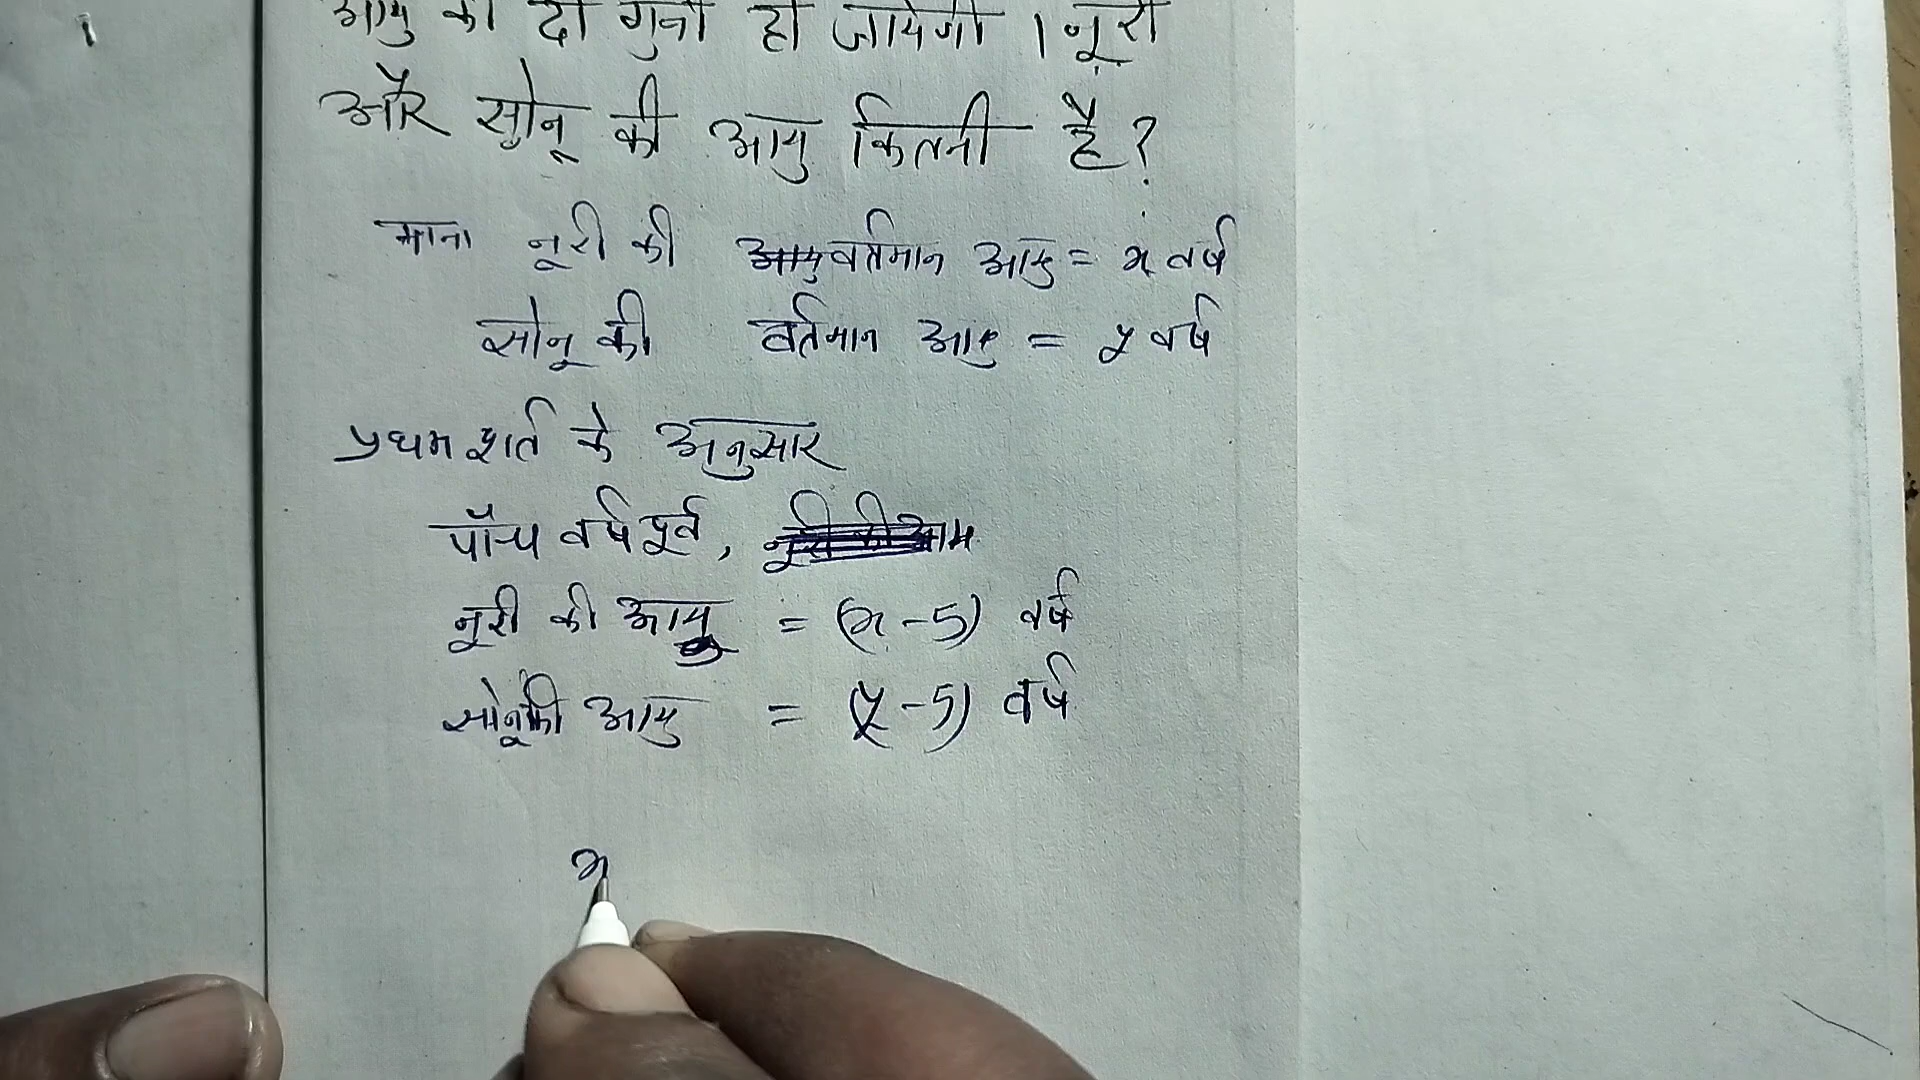 आयु की दो गुनी हो जायेगी । नूरी
और सोनू की आयु कितनी है ?
माना नूरी की आयु वर्तमान आयु = x वर्ष
सोनू की वर्तमान आयु = y वर्ष
प्रथम शर्त के अनुसार
पाँच वर्ष पूर्व,
नूरी की आयु = (x - 5) वर्ष
सोनू की आयु = (y - 5) वर्ष
x